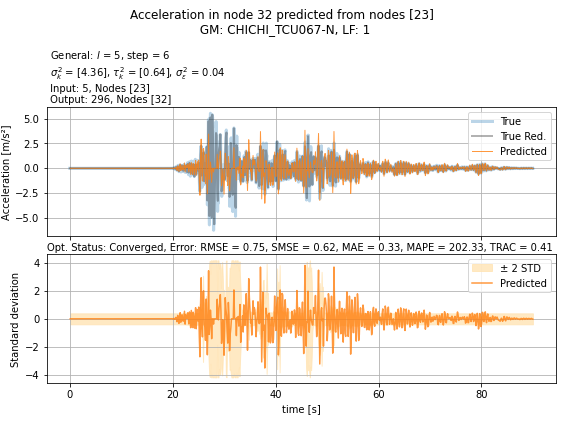 Acceleration in node 32 predicted from nodes [23]
GM: CHICHI_TCU067-N, LF: 1
General: l = 5, step = 6
σ²ₖ = [4.36], τ²ₖ = [0.64], σ²ε = 0.04
Input: 5, Nodes [23]
Output: 296, Nodes [32]
Acceleration [m/s²]
5.0
2.5
0.0
−2.5
−5.0
True
True Red.
Predicted
Opt. Status: Converged, Error: RMSE = 0.75, SMSE = 0.62, MAE = 0.33, MAPE = 202.33, TRAC = 0.41
Standard deviation
4
2
0
−2
−4
± 2 STD
Predicted
0
20
40
60
80
time [s]